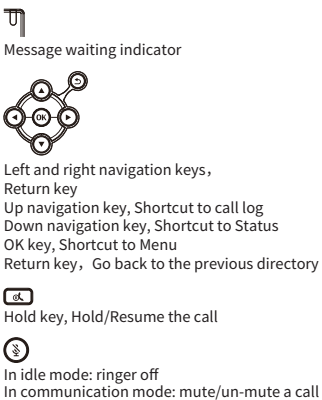 Message waiting indicator
OK
Left and right navigation keys，
Return key
Up navigation key, Shortcut to call log
Down navigation key, Shortcut to Status
OK key, Shortcut to Menu
Return key，Go back to the previous directory
Hold key, Hold/Resume the call
In idle mode: ringer off
In communication mode: mute/un-mute a call